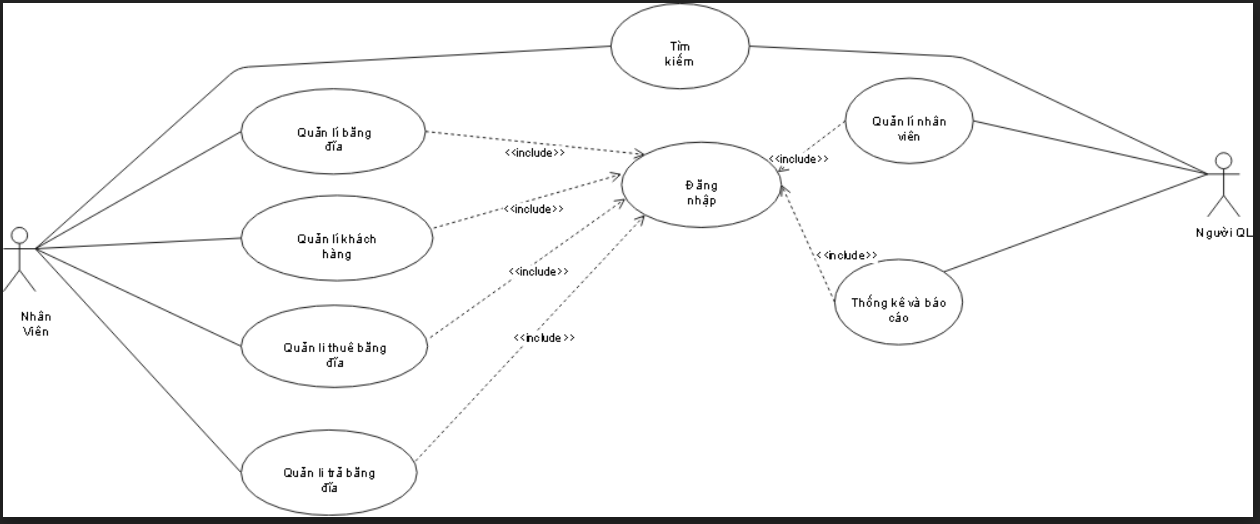 Tìm
kiếm
Quản lí băng
đĩa
<<include>>
Quản lí nhân
viên
<<include>>
Đăng
nhập
Quản lí khách
hàng
<<include>>
Người QL
<<include>>
<<include>>
Nhân
Viên
Quản li thuê băng
đĩa
Thống kê và báo
cáo
<<include>>
Quản li trả băng
đĩa